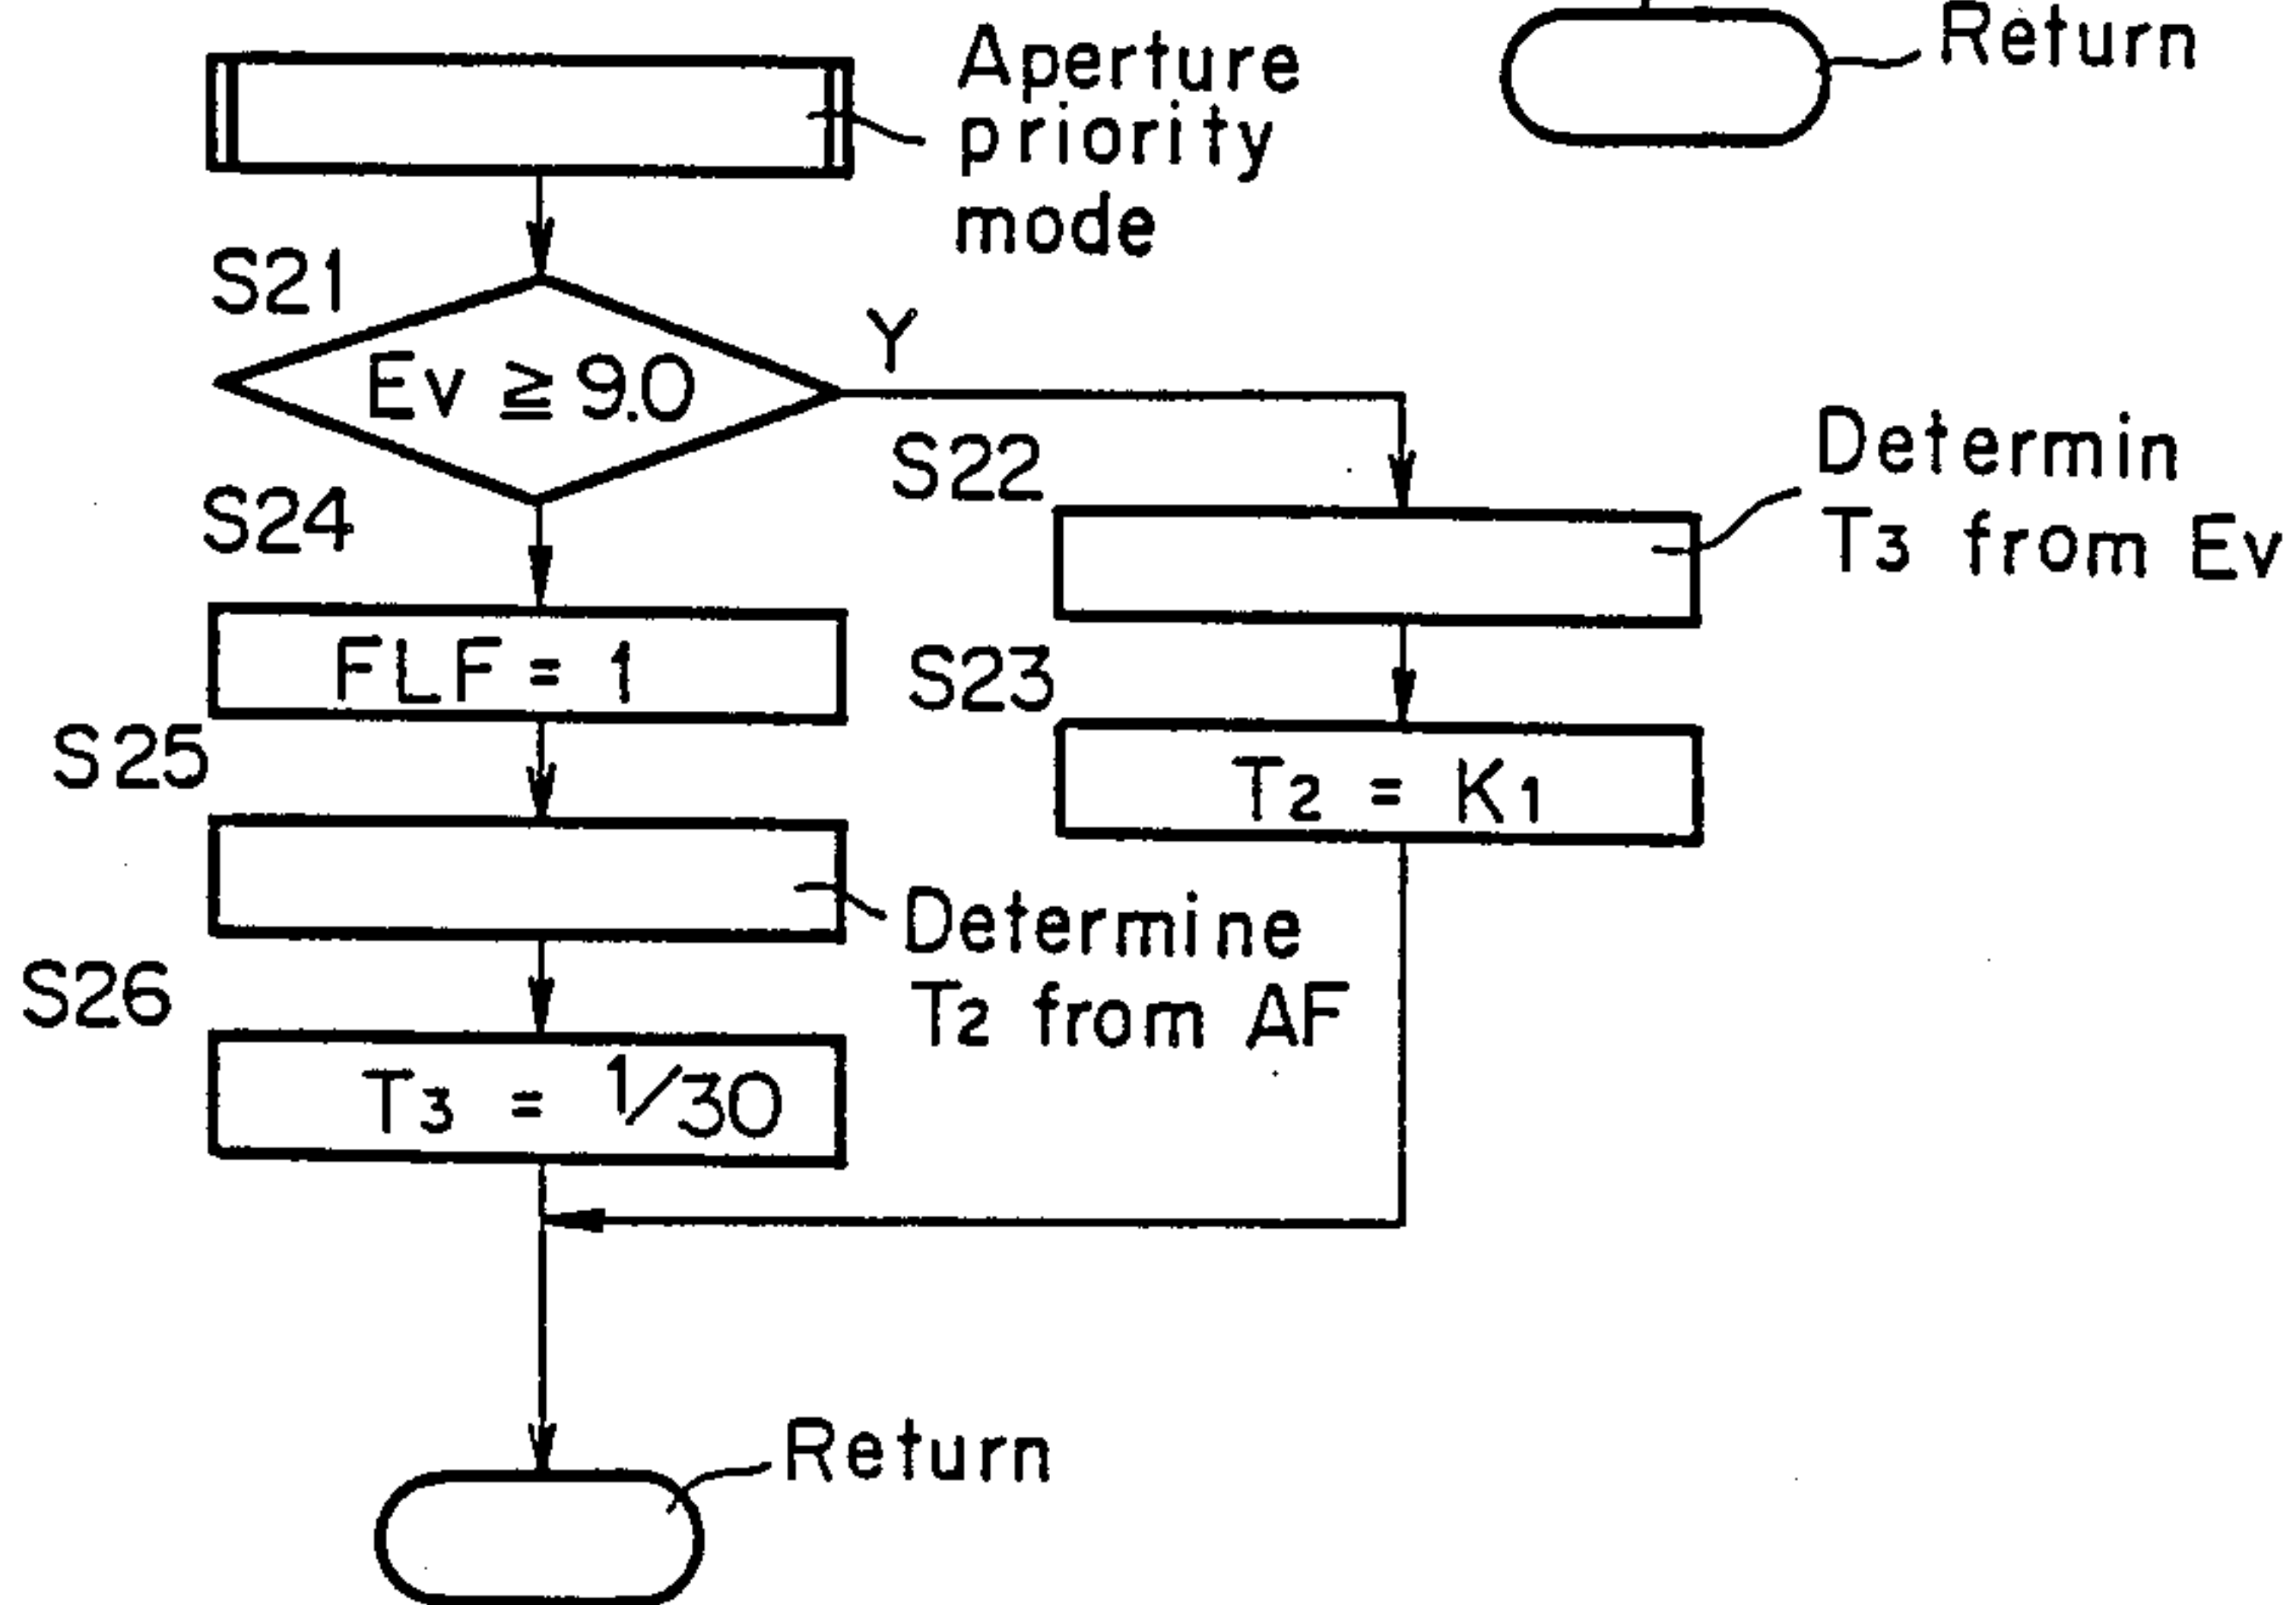 Return
Aperture
priority
mode
S21
Ev ≧ 9.0
Y
S22
Determin
T3 from Ev
S24
FLF = 1
S23
T2 = K1
S25
Determine
T2 from AF
S26
T3 = 1/30
Return